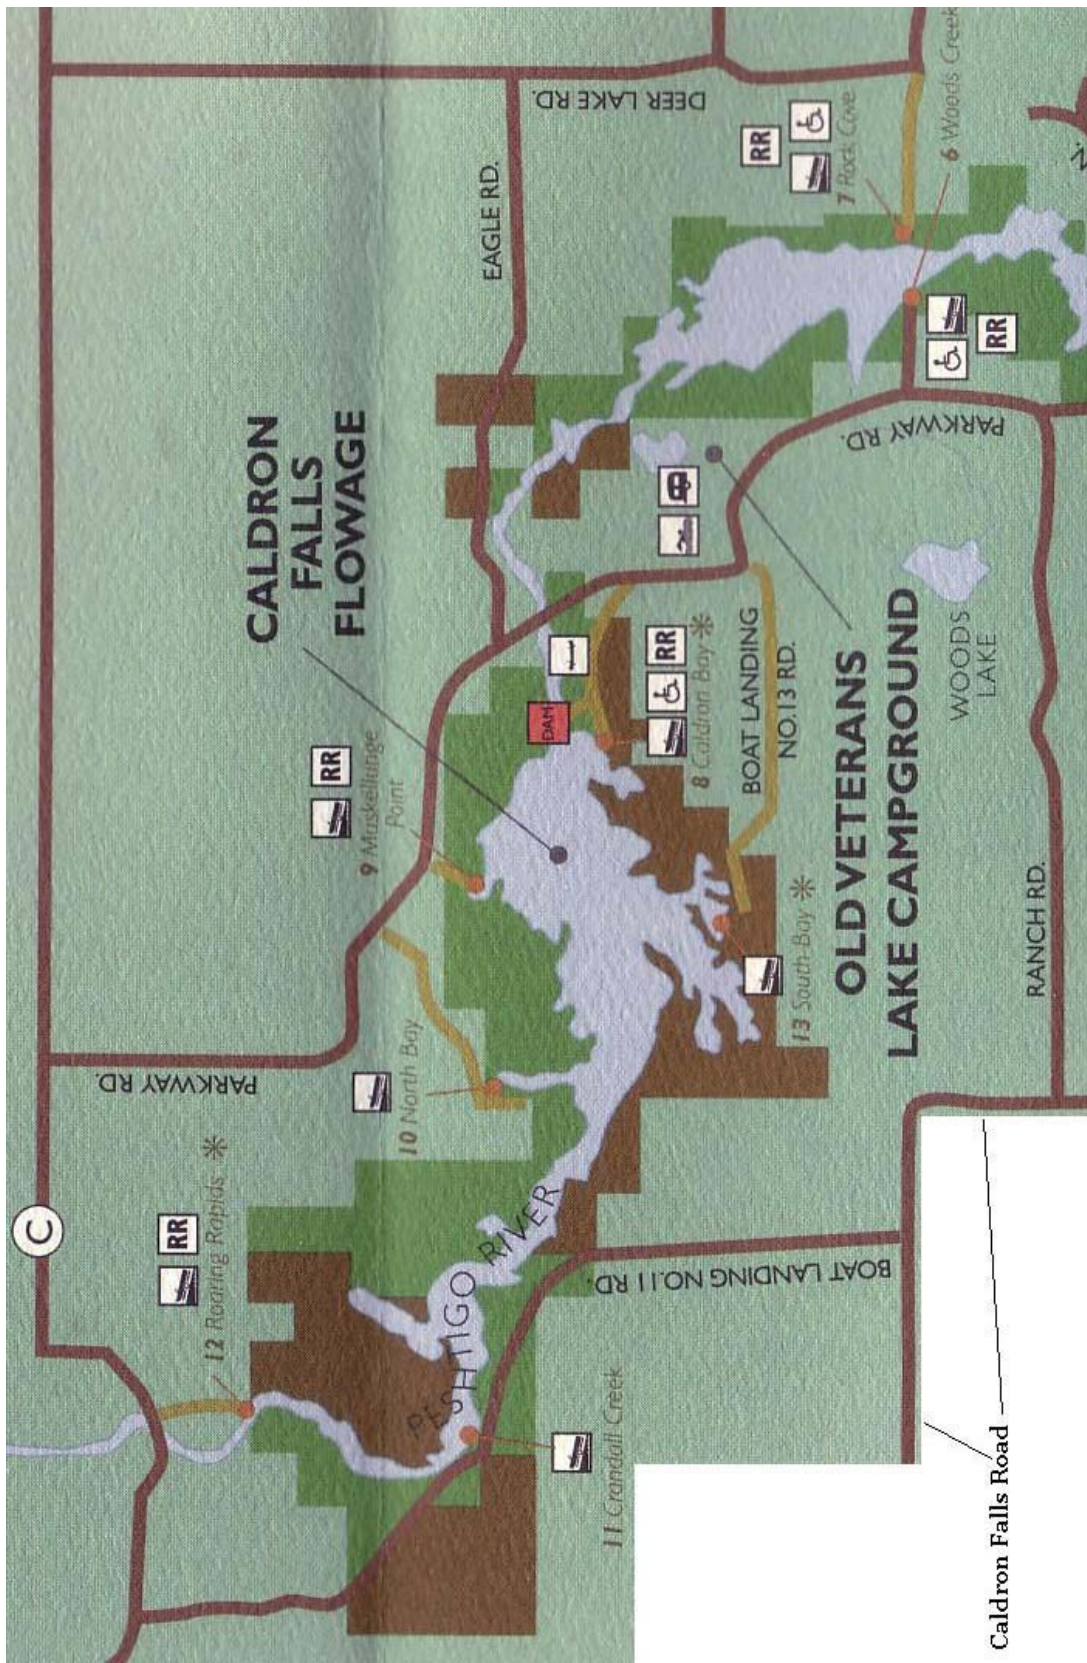 C
12 Roaring Rapids ✳
RR
PARKWAY RD.
DEER LAKE RD.
EAGLE RD.
CALDRON
FALLS
FLOWAGE
9 Muskellunge
Point
RR
10 North Bay
PESHTIGO RIVER
11 Crandall Creek
BOAT LANDING NO.11 RD.
DAM
8 Caldron Bay ✳
RR
BOAT LANDING
NO.13 RD.
13 South Bay ✳
OLD VETERANS
LAKE CAMPGROUND
WOODS
LAKE
RANCH RD.
PARKWAY RD.
7 Rock Cove
RR
6 Woods Creek
RR
N.
Caldron Falls Road